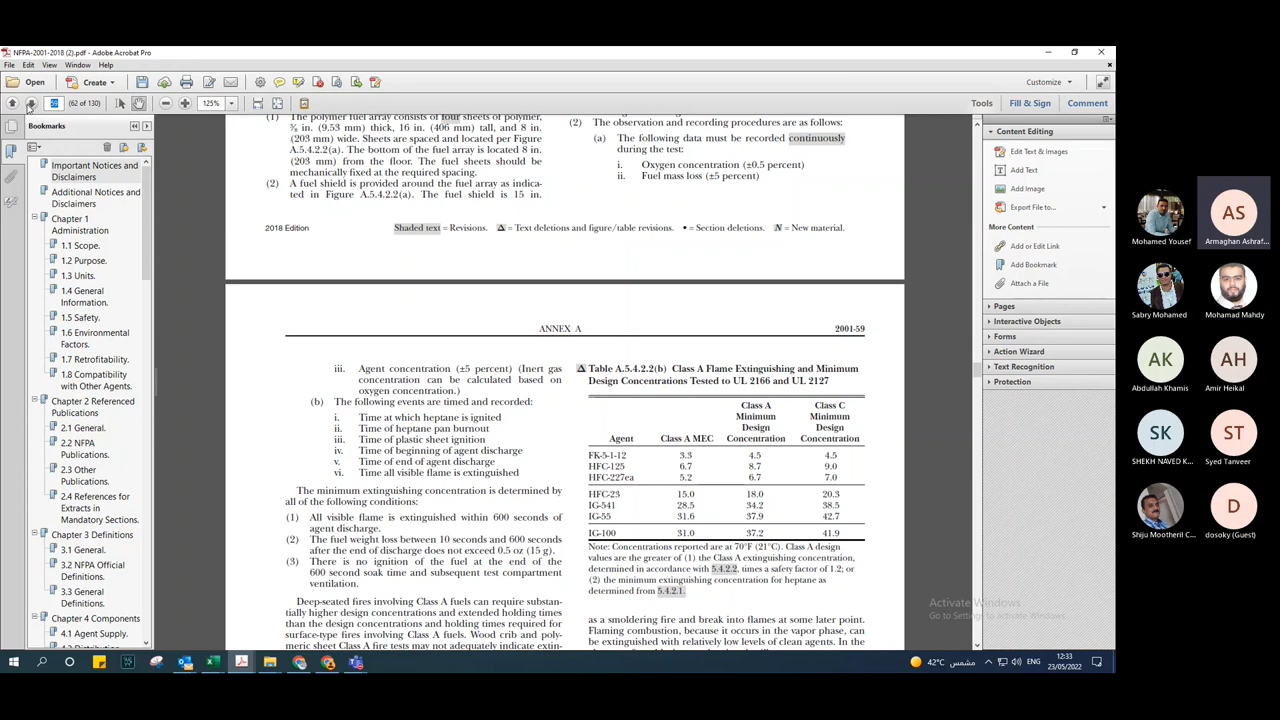 NFPA-2001-2018 (2).pdf - Adobe Acrobat Pro
File Edit View Window Help
Open Create Customize
59 (62 of 130) 125% Tools Fill & Sign Comment
Bookmarks
Important Notices and
Disclaimers
Additional Notices and
Disclaimers
Chapter 1
Administration
1.1 Scope.
1.2 Purpose.
1.3 Units.
1.4 General
Information.
1.5 Safety.
1.6 Environmental
Factors.
1.7 Retrofitability.
1.8 Compatibility
with Other Agents.
Chapter 2 Referenced
Publications
2.1 General.
2.2 NFPA
Publications.
2.3 Other
Publications.
2.4 References for
Extracts in
Mandatory Sections.
Chapter 3 Definitions
3.1 General.
3.2 NFPA Official
Definitions.
3.3 General
Definitions.
Chapter 4 Components
4.1 Agent Supply.
(1) The polymer fuel array consists of four sheets of polymer,
⅜ in. (9.53 mm) thick, 16 in. (406 mm) tall, and 8 in.
(203 mm) wide. Sheets are spaced and located per Figure
A.5.4.2.2(a). The bottom of the fuel array is located 8 in.
(203 mm) from the floor. The fuel sheets should be
mechanically fixed at the required spacing.
(2) A fuel shield is provided around the fuel array as indica-
ted in Figure A.5.4.2.2(a). The fuel shield is 15 in.
(2) The observation and recording procedures are as follows:
(a) The following data must be recorded continuously
during the test:
i. Oxygen concentration (±0.5 percent)
ii. Fuel mass loss (±5 percent)
2018 Edition Shaded text = Revisions. Δ = Text deletions and figure/table revisions. • = Section deletions. N = New material.
ANNEX A 2001-59
iii. Agent concentration (±5 percent) (Inert gas
concentration can be calculated based on
oxygen concentration.)
(b) The following events are timed and recorded:
i. Time at which heptane is ignited
ii. Time of heptane pan burnout
iii. Time of plastic sheet ignition
iv. Time of beginning of agent discharge
v. Time of end of agent discharge
vi. Time all visible flame is extinguished
The minimum extinguishing concentration is determined by
all of the following conditions:
(1) All visible flame is extinguished within 600 seconds of
agent discharge.
(2) The fuel weight loss between 10 seconds and 600 seconds
after the end of discharge does not exceed 0.5 oz (15 g).
(3) There is no ignition of the fuel at the end of the
600 second soak time and subsequent test compartment
ventilation.
Deep-seated fires involving Class A fuels can require substan-
tially higher design concentrations and extended holding times
than the design concentrations and holding times required for
surface-type fires involving Class A fuels. Wood crib and poly-
meric sheet Class A fire tests may not adequately indicate extin-
Δ Table A.5.4.2.2(b) Class A Flame Extinguishing and Minimum
Design Concentrations Tested to UL 2166 and UL 2127
Class A Class C
Minimum Minimum
Design Design
Agent Class A MEC Concentration Concentration
FK-5-1-12 3.3 4.5 4.5
HFC-125 6.7 8.7 9.0
HFC-227ea 5.2 6.7 7.0
HFC-23 15.0 18.0 20.3
IG-541 28.5 34.2 38.5
IG-55 31.6 37.9 42.7
IG-100 31.0 37.2 41.9
Note: Concentrations reported are at 70°F (21°C). Class A design
values are the greater of (1) the Class A extinguishing concentration,
determined in accordance with 5.4.2.2, times a safety factor of 1.2; or
(2) the minimum extinguishing concentration for heptane as
determined from 5.4.2.1.
as a smoldering fire and break into flames at some later point.
Flaming combustion, because it occurs in the vapor phase, can
be extinguished with relatively low levels of clean agents. In the
Content Editing
Edit Text & Images
Add Text
Add Image
Export File to...
More Content
Add or Edit Link
Add Bookmark
Attach a File
Pages
Interactive Objects
Forms
Action Wizard
Text Recognition
Protection
Activate Windows
Go to Settings to activate Windows.
42°C مشمس ENG 12:33
23/05/2022
Mohamed Yousef
AS
Armaghan Ashraf...
Sabry Mohamed
Mohamad Mahdy
AK
Abdullah Khamis
AH
Amir Heikal
SK
SHEKH NAVED K...
ST
Syed Tanveer
Shiju Mootheril C...
D
dosoky (Guest)